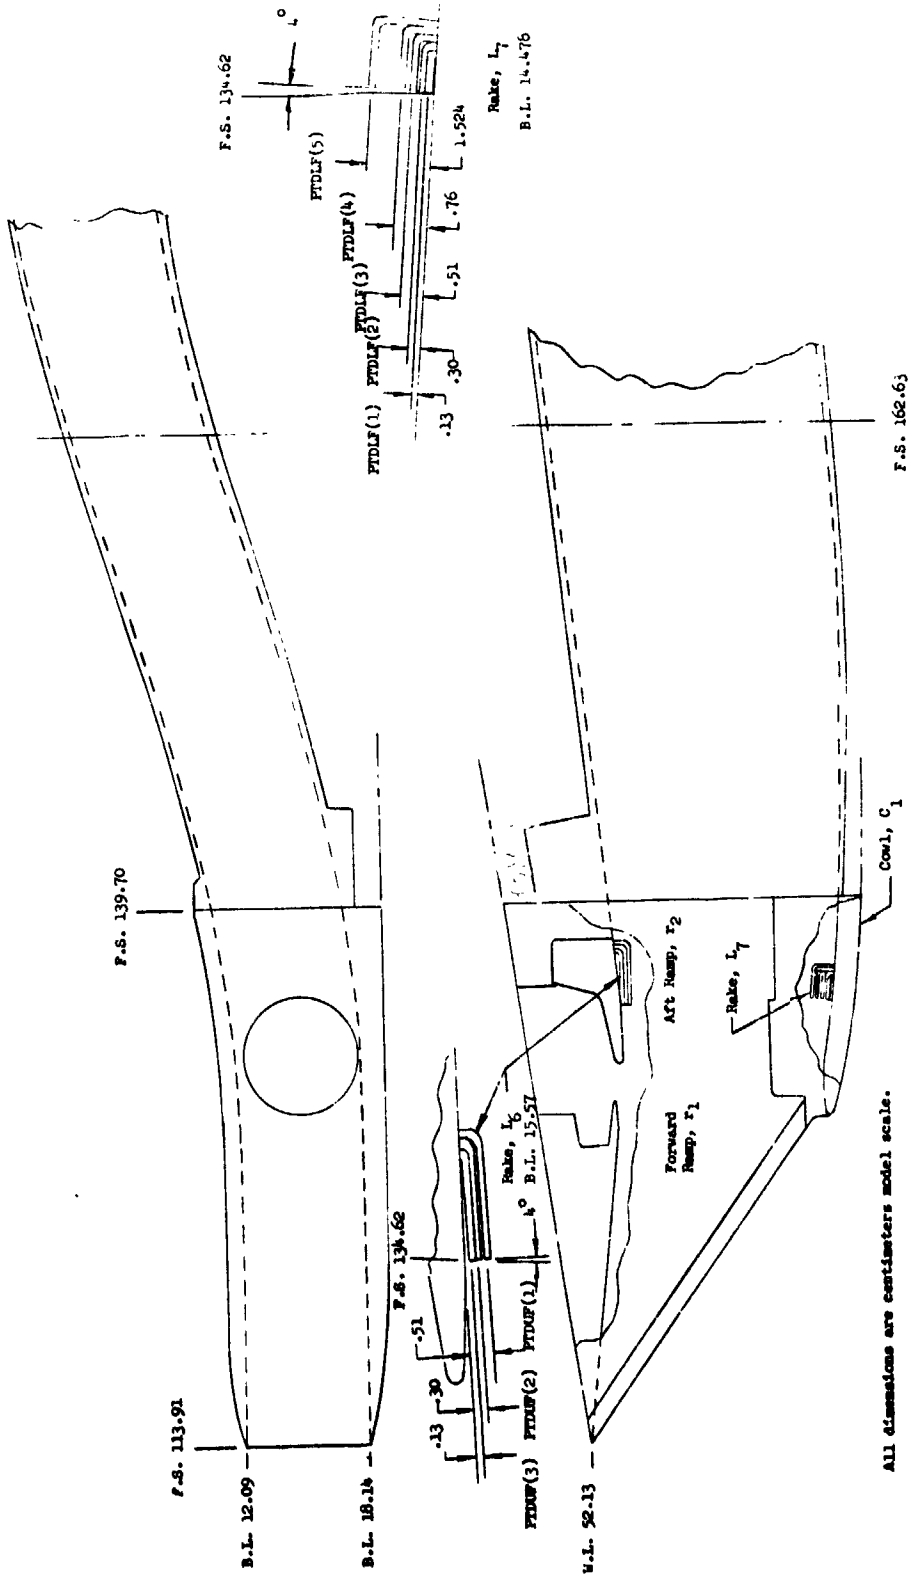 F.S. 113.91
F.S. 139.70
B.L. 12.09
B.L. 18.14
F.S. 134.62
4°
PTDLF(5)
PTDLF(4)
PTDLF(3)
PTDLF(2)
PTDLF(1)
.13
.30
.51
.76
1.524
Rake, L7
B.L. 14.476
F.S. 134.62
.51
.30
.13
PTDUF(3)
PTDUF(2)
PTDUF(1)
4°
Rake, L6
B.L. 15.57
W.L. 52.13
Forward
Ramp, r1
Aft Ramp, r2
Rake, L7
Cowl, C1
F.S. 162.63
All dimensions are centimeters model scale.